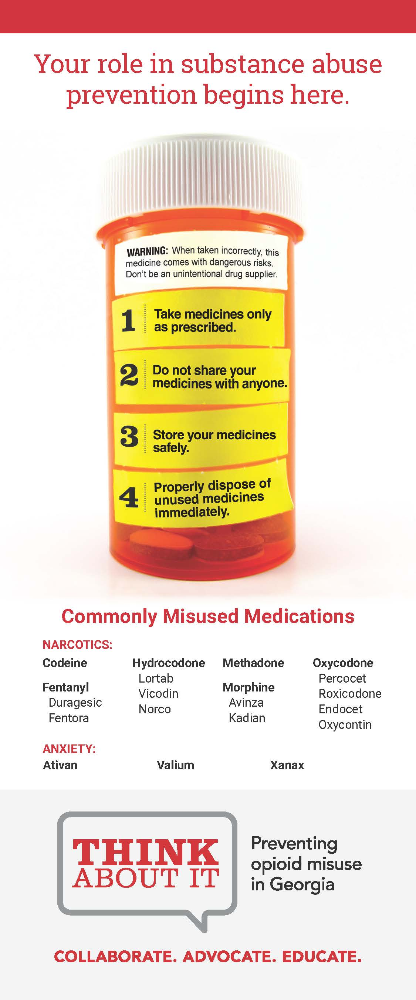 Your role in substance abuse
prevention begins here.
WARNING: When taken incorrectly, this
medicine comes with dangerous risks.
Don't be an unintentional drug supplier.
1 Take medicines only
as prescribed.
2 Do not share your
medicines with anyone.
3 Store your medicines
safely.
4 Properly dispose of
unused medicines
immediately.
Commonly Misused Medications
NARCOTICS:
Codeine
Fentanyl
Duragesic
Fentora
Hydrocodone
Lortab
Vicodin
Norco
Methadone
Morphine
Avinza
Kadian
Oxycodone
Percocet
Roxicodone
Endocet
Oxycontin
ANXIETY:
Ativan Valium Xanax
THINK
ABOUT IT
Preventing
opioid misuse
in Georgia
COLLABORATE. ADVOCATE. EDUCATE.